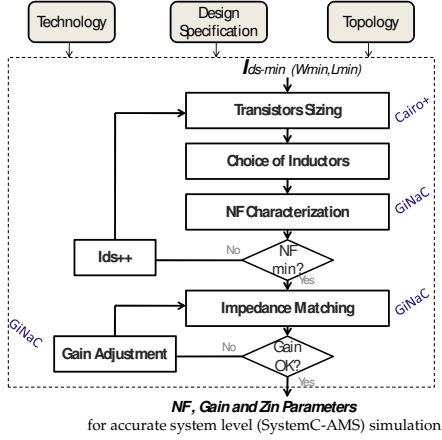 Technology
Design
Specification
Topology
Ids-min (Wmin,Lmin)
Transistors Sizing
Cairo+
Choice of Inductors
NF Characterization
GiNaC
Ids++
No
NF
min?
Yes
Impedance Matching
GiNaC
GiNaC
Gain Adjustment
No
Gain
OK?
Yes
NF, Gain and Zin Parameters
for accurate system level (SystemC-AMS) simulation